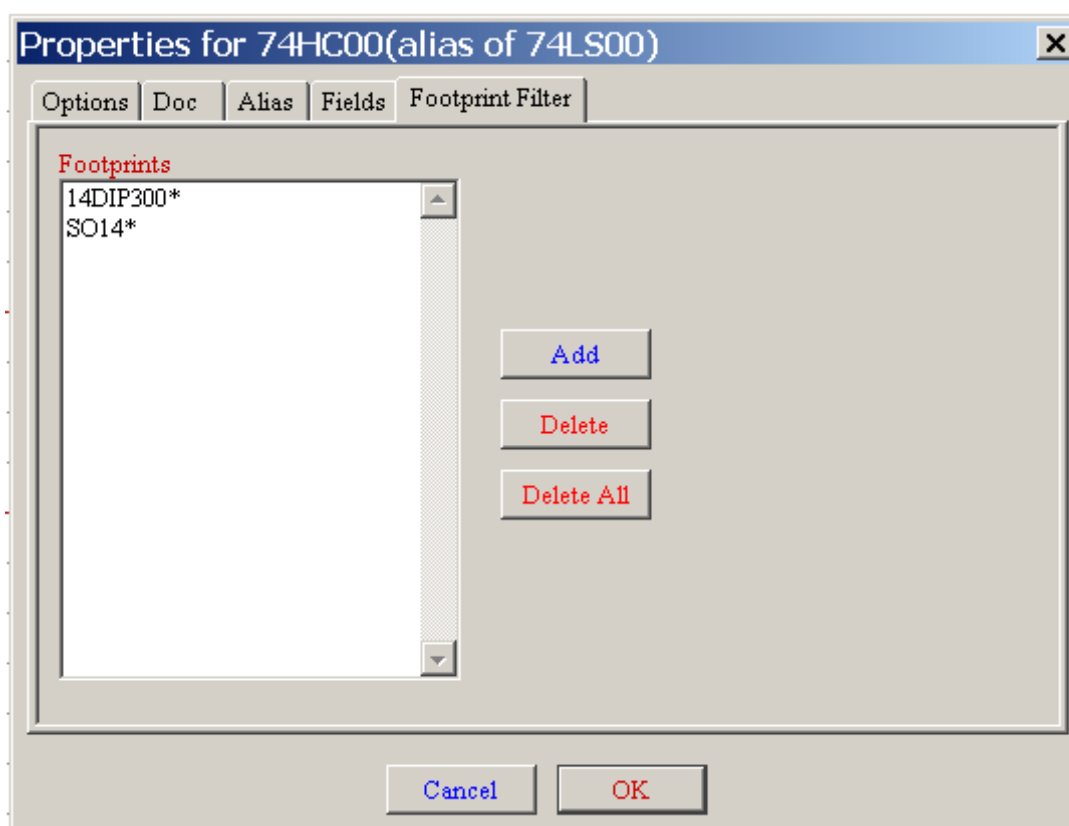 Properties for 74HC00(alias of 74LS00)
Options Doc Alias Fields Footprint Filter
Footprints
14DIP300*
SO14*
Add
Delete
Delete All
Cancel OK